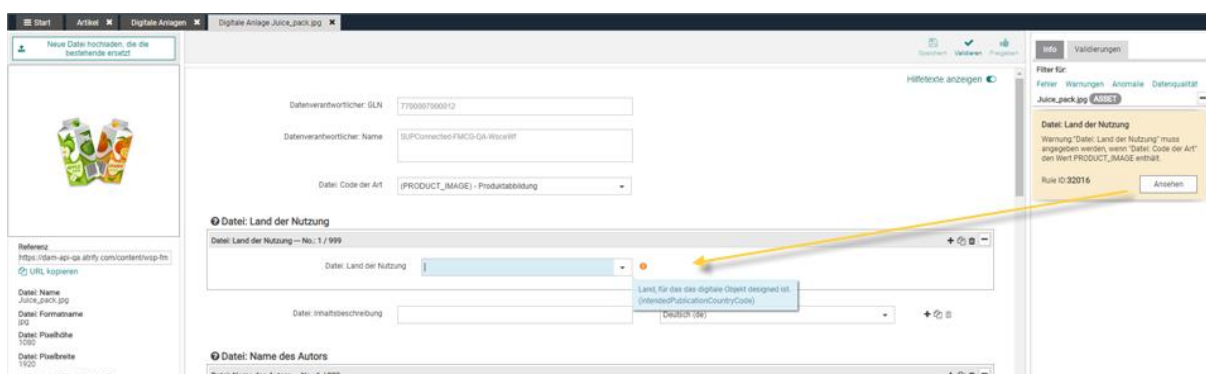 Start
Artikel
Digitale Anlagen
Digitale Anlage Juice_pack.jpg
Neue Datei hochladen, die die
bestehende ersetzt
Speichern
Validieren
Freigeben
Hilfetexte anzeigen
Datenverantwortlicher: GLN
Datenverantwortlicher: Name
SUPConnected-FMCG-QA-WsceWf
Datei: Code der Art
(PRODUCT_IMAGE) - Produktabbildung
Datei: Land der Nutzung
Datei: Land der Nutzung — No.: 1 / 999
Datei: Land der Nutzung
Land, für das das digitale Objekt designed ist.
(intendedPublicationCountryCode)
Datei: Inhaltsbeschreibung
Deutsch (de)
Datei: Name des Autors
Referenz
https://dam-api-qa.atrify.com/content/wsp-fm
URL kopieren
Datei: Name
Juice_pack.jpg
Datei: Formatname
jpg
Datei: Pixelhöhe
1080
Datei: Pixelbreite
1920
Info
Validierungen
Filter für:
Fehler
Warnungen
Anomalie
Datenqualität
Juice_pack.jpg ASSET
Datei: Land der Nutzung
Warnung:"Datei: Land der Nutzung" muss
angegeben werden, wenn "Datei: Code der Art"
den Wert PRODUCT_IMAGE enthält.
Rule ID:32016
Ansehen